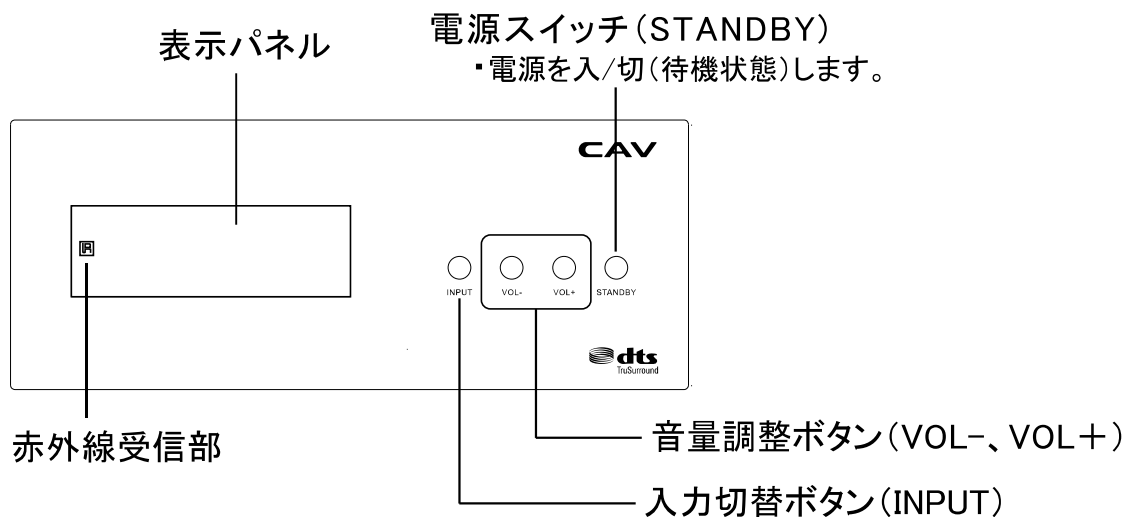 電源スイッチ（STANDBY）
表示パネル
・電源を入/切（待機状態）します。
CAV
IR
INPUT
VOL-
VOL+
STANDBY
dts
TruSurround
赤外線受信部
音量調整ボタン（VOL-、VOL＋）
入力切替ボタン（INPUT）